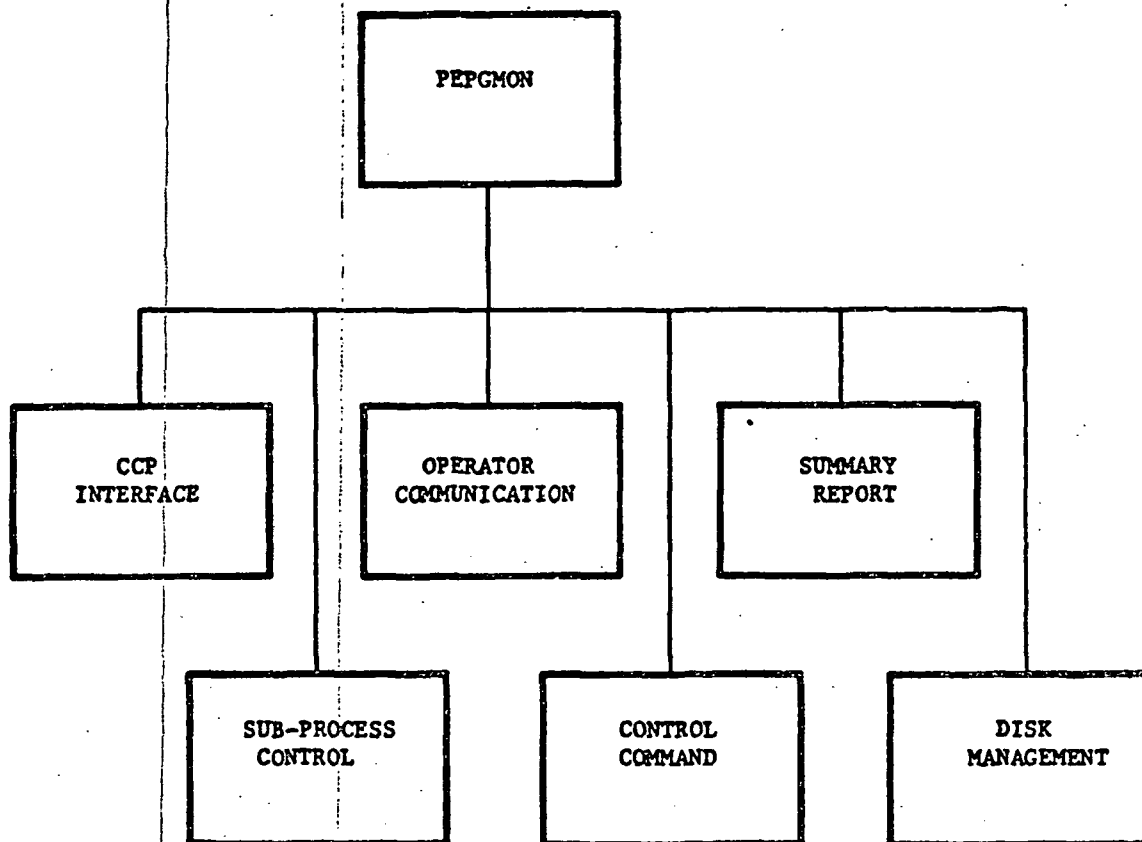 PEPGMON
CCP
INTERFACE
OPERATOR
COMMUNICATION
SUMMARY
REPORT
SUB-PROCESS
CONTROL
CONTROL
COMMAND
DISK
MANAGEMENT